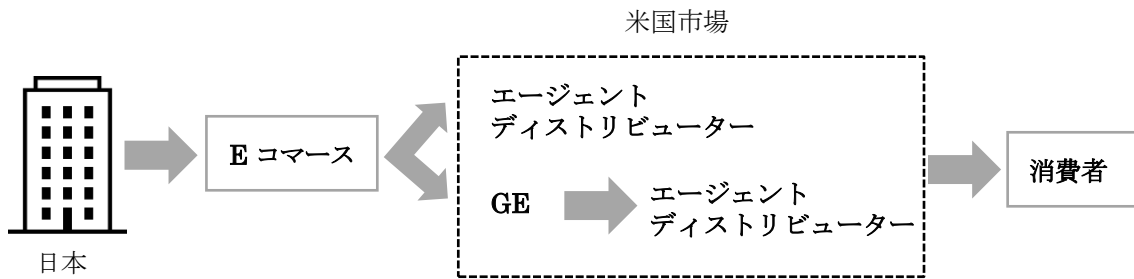 米国市場
エージェント
ディストリビューター
E コマース
GE
エージェント
ディストリビューター
消費者
日本